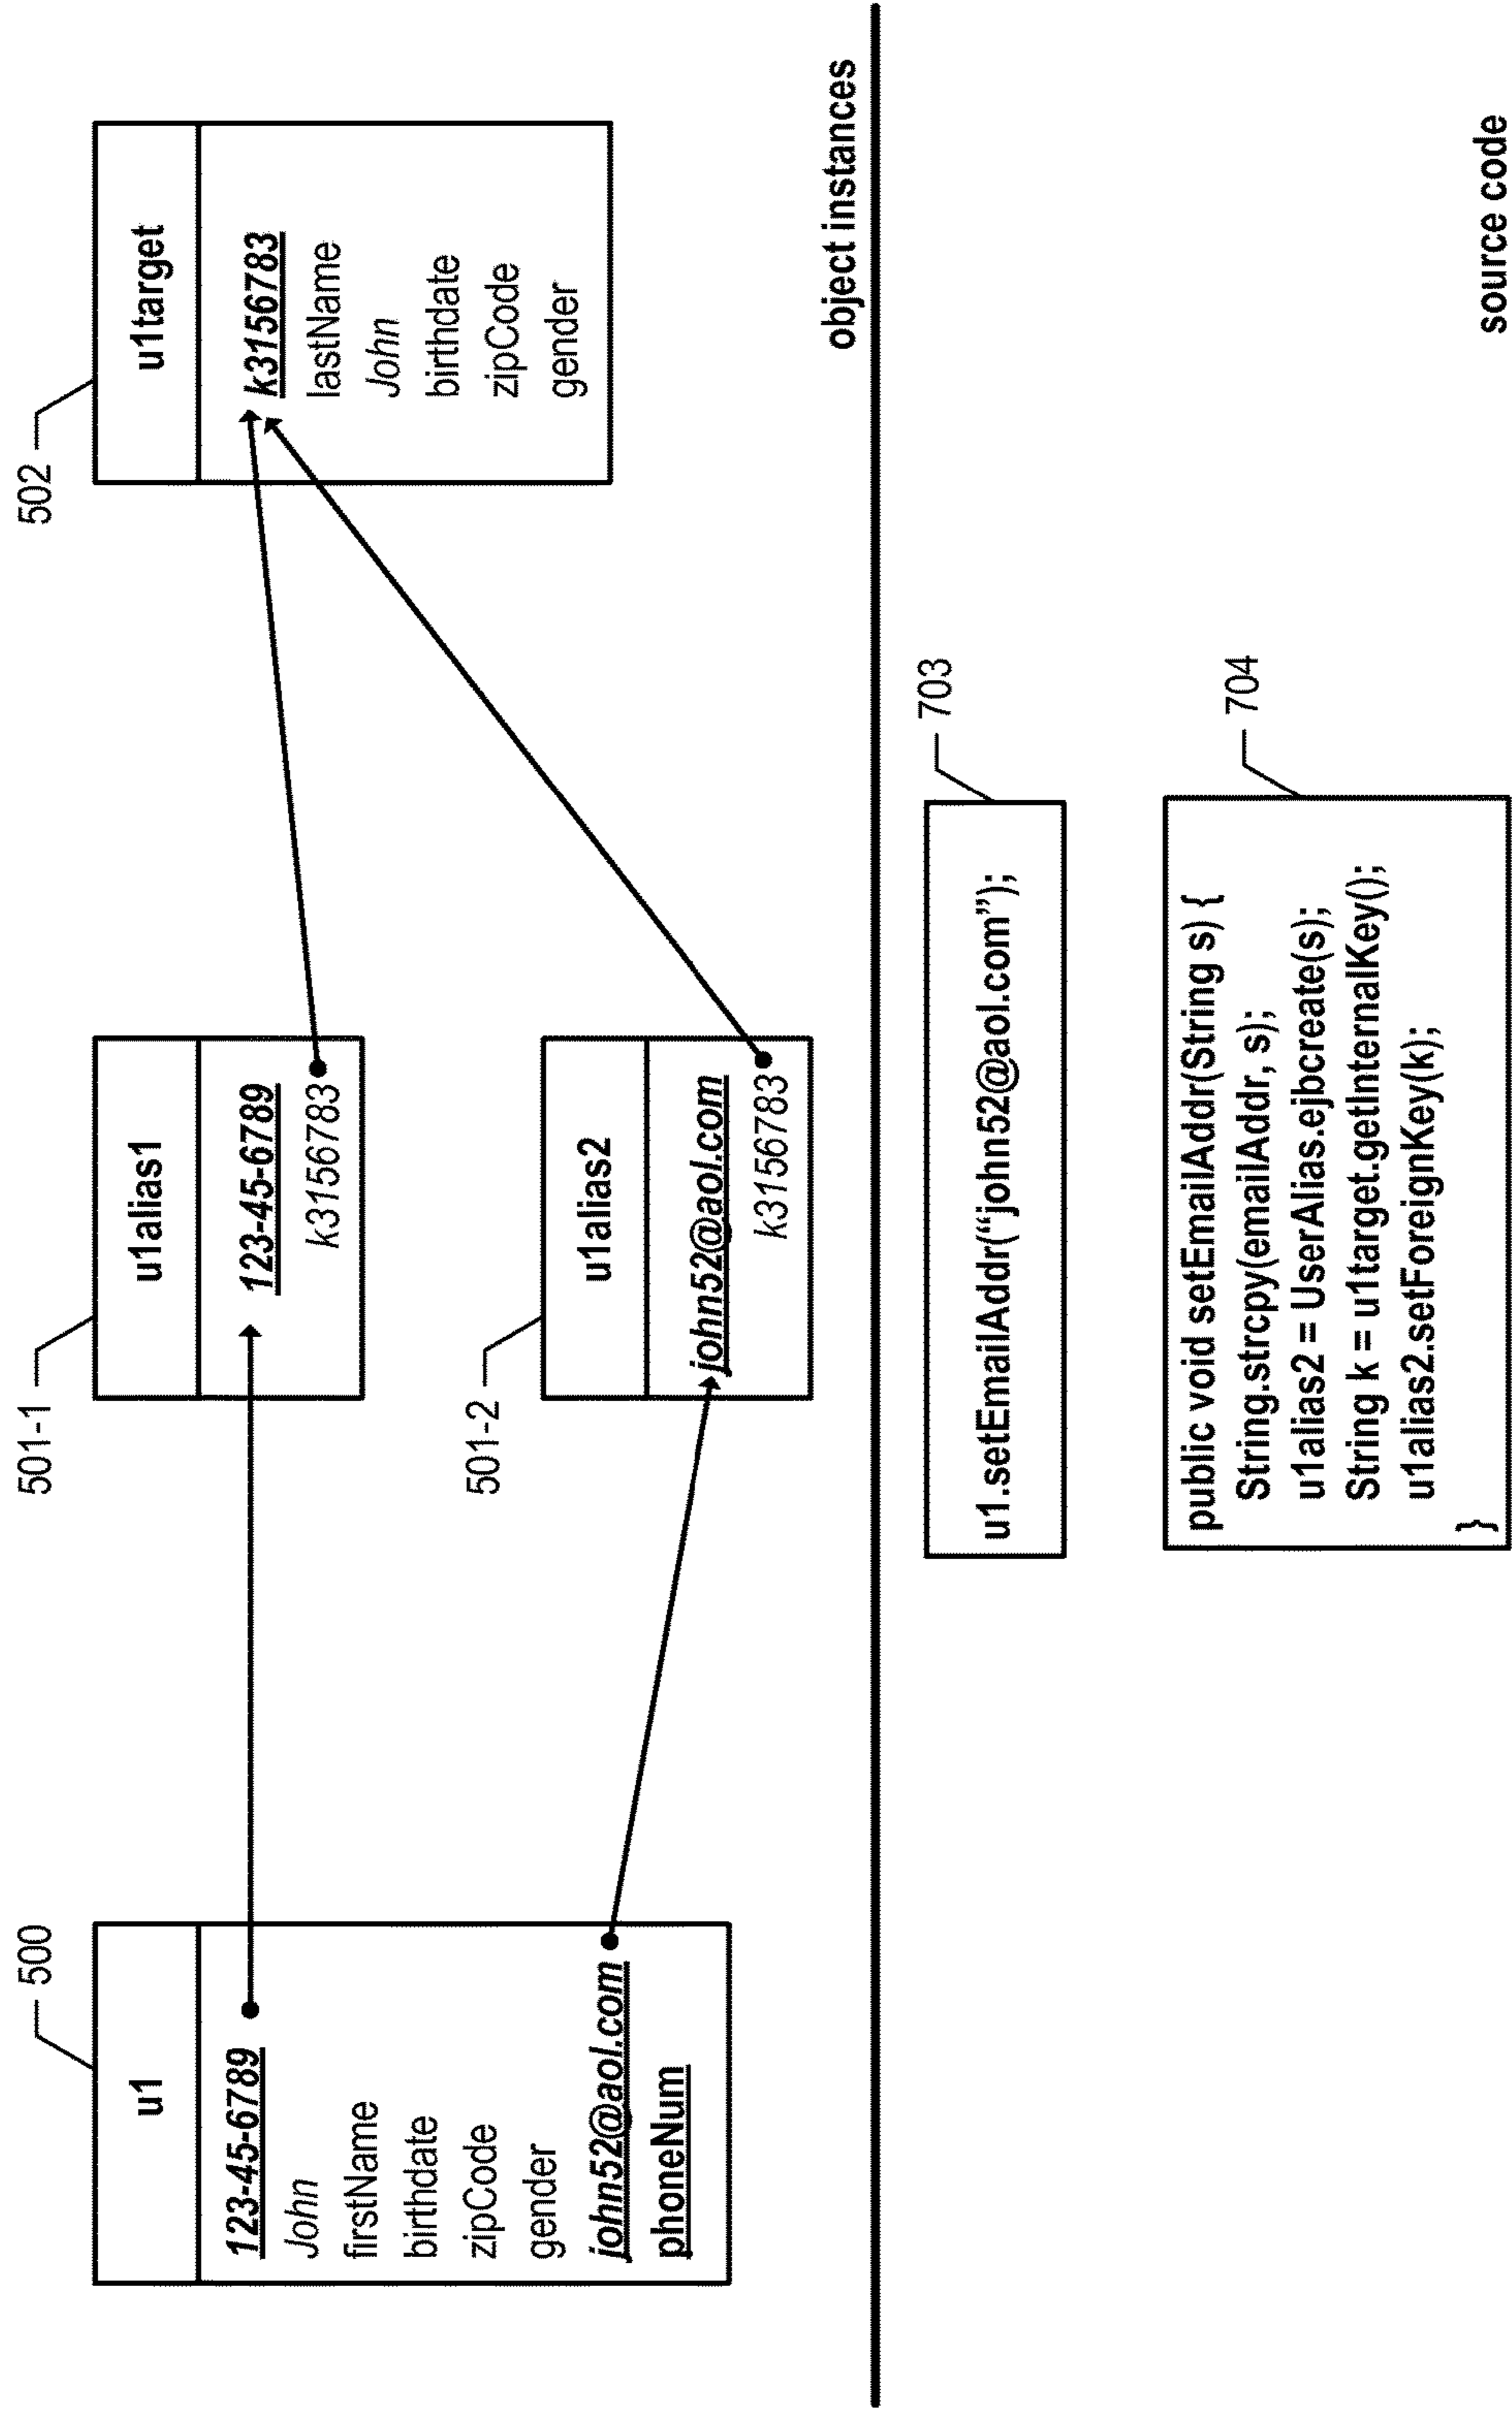 500
u1
123-45-6789
John
firstName
birthdate
zipCode
gender
john52@aol.com
phoneNum
501-1
u1alias1
123-45-6789
k3156783
501-2
u1alias2
john52@aol.com
k3156783
502
u1target
k3156783
lastName
John
birthdate
zipCode
gender
object instances
703
u1.setEmailAddr(“john52@aol.com”);
704
public void setEmailAddr(String s) {
String.strcpy(emailAddr, s);
u1alias2 = UserAlias.ejbcreate(s);
String k = u1target.getInternalKey();
u1alias2.setForeignKey(k);
}
source code